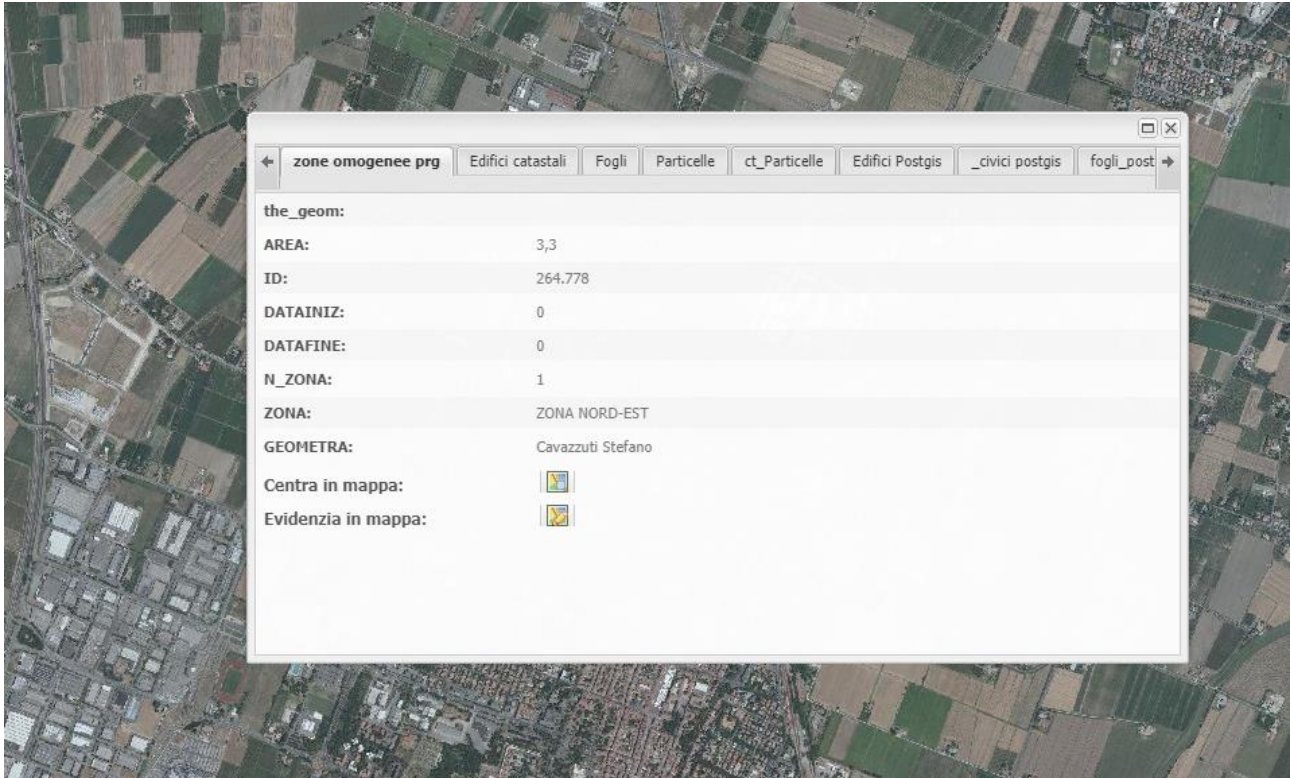 zone omogenee prg Edifici catastali Fogli Particelle ct_Particelle Edifici Postgis _civici postgis fogli_post
the_geom:
AREA: 3,3
ID: 264.778
DATAINIZ: 0
DATAFINE: 0
N_ZONA: 1
ZONA: ZONA NORD-EST
GEOMETRA: Cavazzuti Stefano
Centra in mappa:
Evidenzia in mappa: